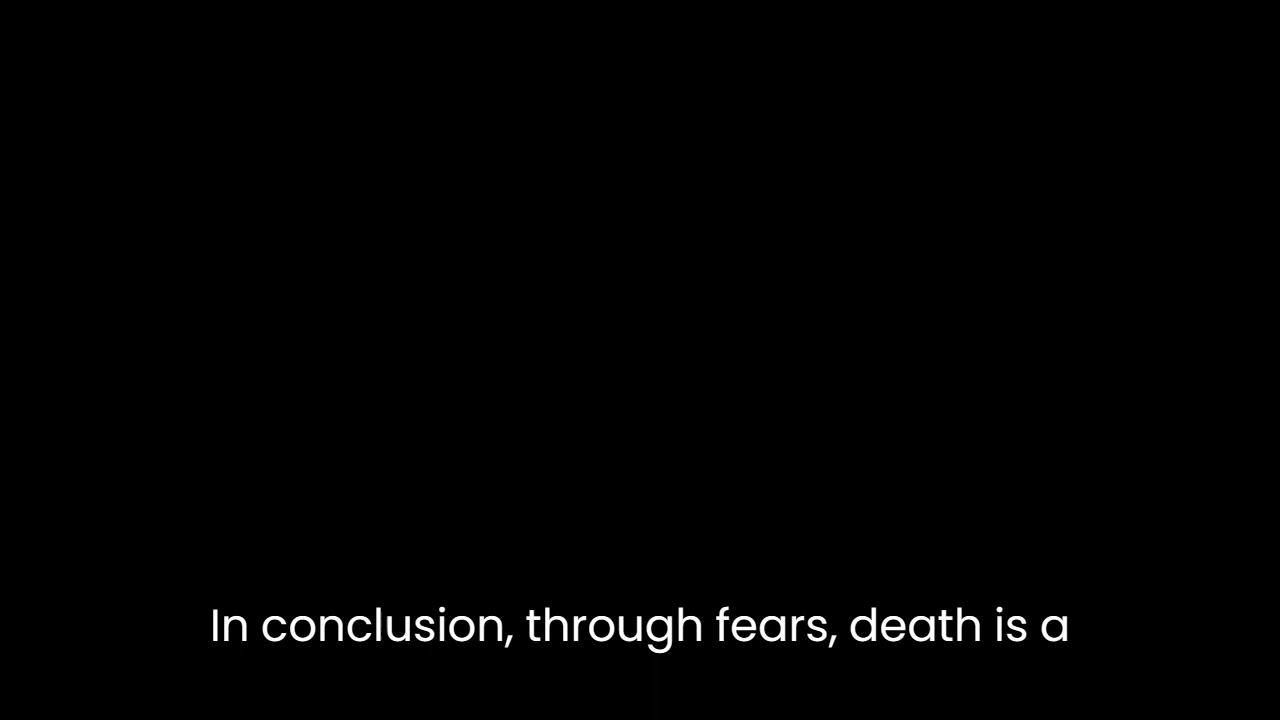 In conclusion, through fears, death is a